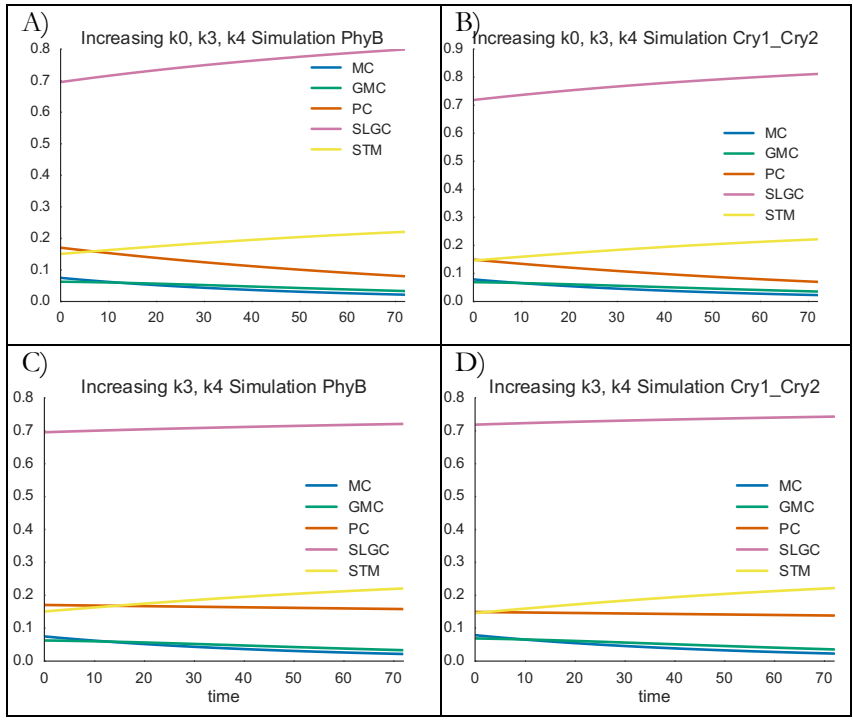 A)
Increasing k0, k3, k4 Simulation PhyB
0.8
0.7
0.6
0.5
0.4
0.3
0.2
0.1
0.0
0 10 20 30 40 50 60 70
MC
GMC
PC
SLGC
STM
B)
Increasing k0, k3, k4 Simulation Cry1_Cry2
0.9
0.8
0.7
0.6
0.5
0.4
0.3
0.2
0.1
0.0
0 10 20 30 40 50 60 70
MC
GMC
PC
SLGC
STM
C)
Increasing k3, k4 Simulation PhyB
0.8
0.7
0.6
0.5
0.4
0.3
0.2
0.1
0.0
0 10 20 30 40 50 60 70
time
MC
GMC
PC
SLGC
STM
D)
Increasing k3, k4 Simulation Cry1_Cry2
0.8
0.7
0.6
0.5
0.4
0.3
0.2
0.1
0.0
0 10 20 30 40 50 60 70
time
MC
GMC
PC
SLGC
STM